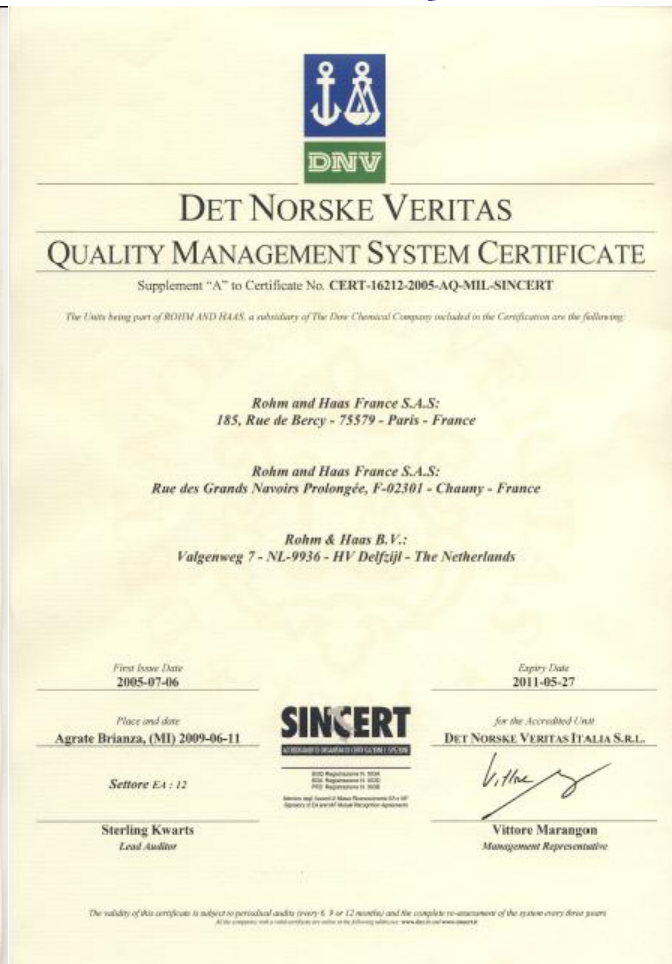 DNV
DET NORSKE VERITAS
QUALITY MANAGEMENT SYSTEM CERTIFICATE
Supplement “A” to Certificate No. CERT-16212-2005-AQ-MIL-SINCERT
The Units being part of ROHM AND HAAS, a subsidiary of The Dow Chemical Company included in the Certification are the following:
Rohm and Haas France S.A.S:
185, Rue de Bercy - 75579 - Paris - France
Rohm and Haas France S.A.S:
Rue des Grands Navoirs Prolongée, F-02301 - Chauny - France
Rohm & Haas B.V.:
Valgenweg 7 - NL-9936 - HV Delfzijl - The Netherlands
First Issue Date
2005-07-06
Expiry Date
2011-05-27
Place and date
Agrate Brianza, (MI) 2009-06-11
SINCERT
for the Accredited Unit
DET NORSKE VERITAS ITALIA S.R.L.
Settore EA : 12
Sterling Kwarts
Lead Auditor
Vittore Marangon
Management Representative
The validity of this certificate is subject to periodical audits (every 6, 9 or 12 months) and the complete re-assessment of the system every three years